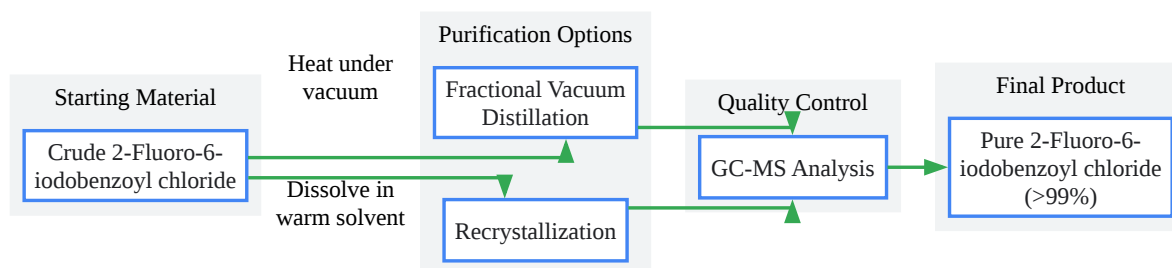 Starting Material
Crude 2-Fluoro-6-
iodobenzoyl chloride
Heat under
vacuum
Dissolve in
warm solvent
Purification Options
Fractional Vacuum
Distillation
Recrystallization
Quality Control
GC-MS Analysis
Final Product
Pure 2-Fluoro-6-
iodobenzoyl chloride
(>99%)